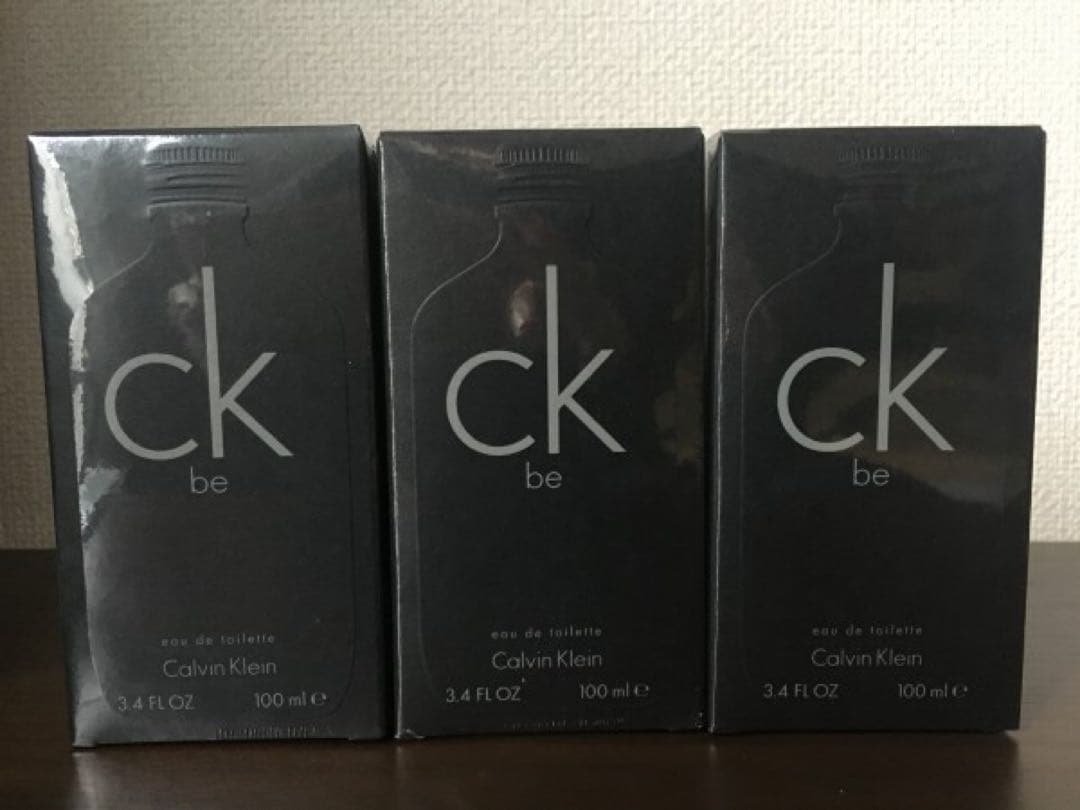 ck
be
eau de toilette
Calvin Klein
3.4 FL OZ 100 ml e
ck
be
eau de toilette
Calvin Klein
3.4 FL OZ 100 ml e
ck
be
eau de toilette
Calvin Klein
3.4 FL OZ 100 ml e